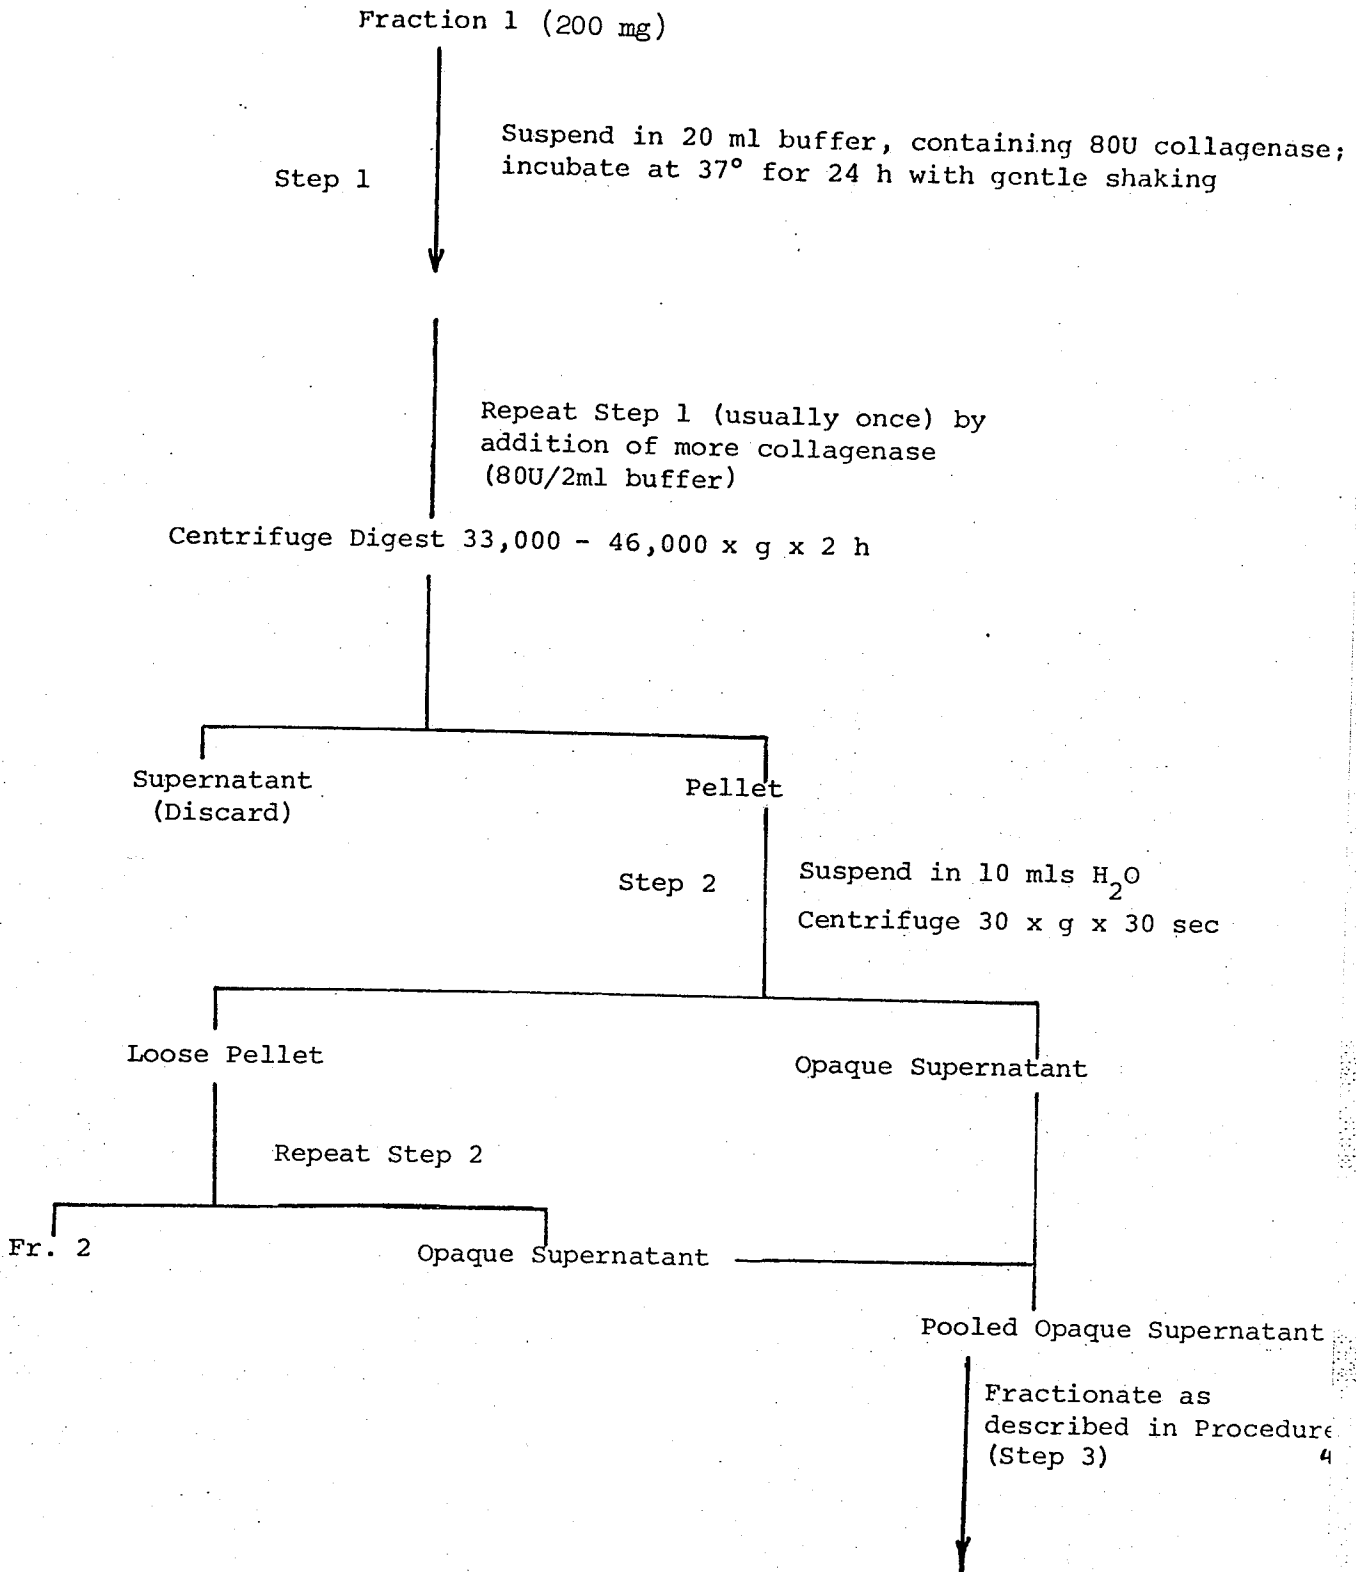 Fraction 1 (200 mg)
Suspend in 20 ml buffer, containing 80U collagenase;
Step 1
incubate at 37° for 24 h with gentle shaking
Repeat Step 1 (usually once) by
addition of more collagenase
(80U/2ml buffer)
Centrifuge Digest 33,000 - 46,000 x g x 2 h
Supernatant
(Discard)
Pellet
Step 2
Suspend in 10 mls H2O
Centrifuge 30 x g x 30 sec
Loose Pellet
Opaque Supernatant
Repeat Step 2
Fr. 2
Opaque Supernatant
Pooled Opaque Supernatant
Fractionate as
described in Procedure
(Step 3) 4